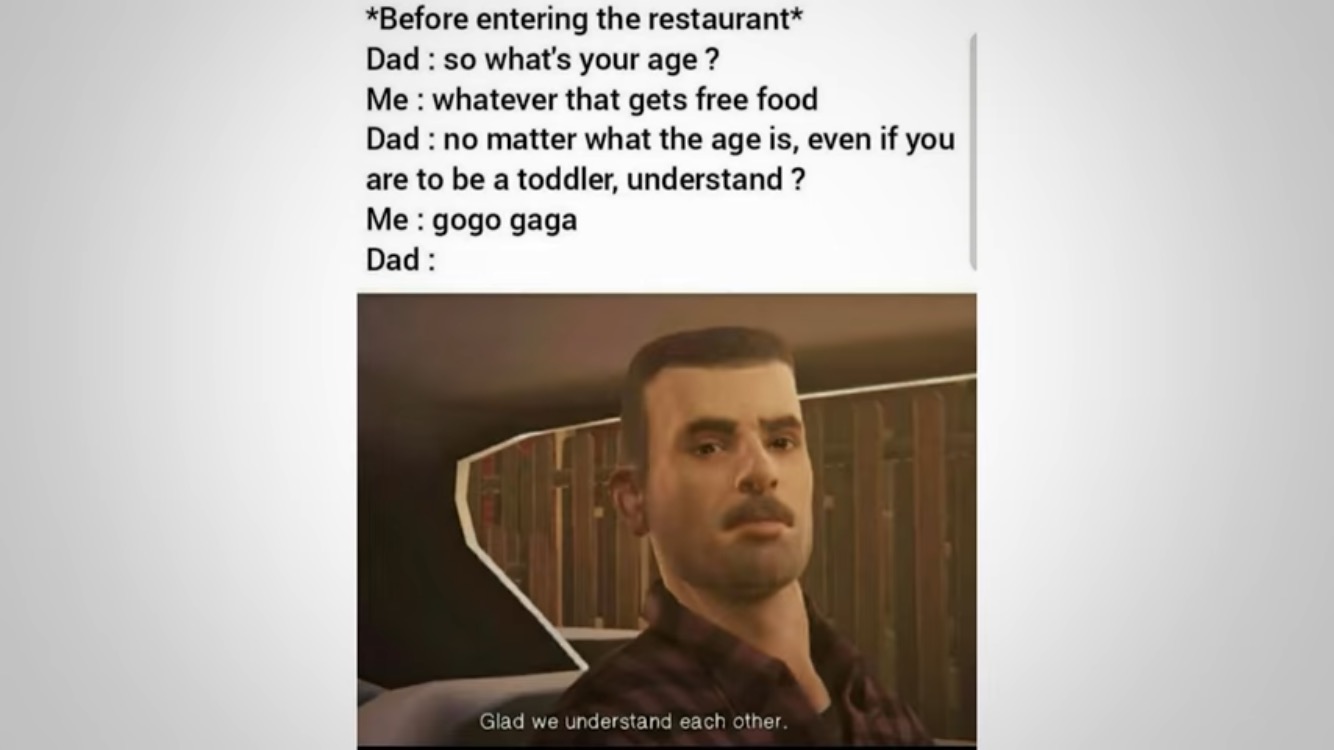 *Before entering the restaurant*
Dad : so what's your age ?
Me : whatever that gets free food
Dad : no matter what the age is, even if you
are to be a toddler, understand ?
Me : gogo gaga
Dad :
Glad we understand each other.